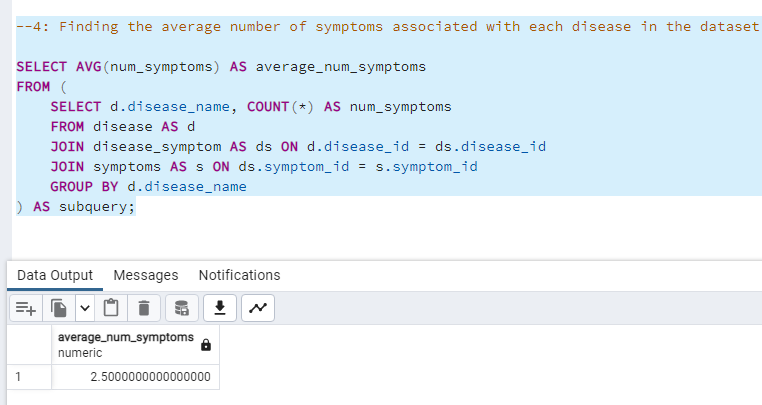 --4: Finding the average number of symptoms associated with each disease in the dataset
SELECT AVG(num_symptoms) AS average_num_symptoms
FROM (
SELECT d.disease_name, COUNT(*) AS num_symptoms
FROM disease AS d
JOIN disease_symptom AS ds ON d.disease_id = ds.disease_id
JOIN symptoms AS s ON ds.symptom_id = s.symptom_id
GROUP BY d.disease_name
) AS subquery;
Data Output Messages Notifications
average_num_symptoms
numeric
1 2.5000000000000000